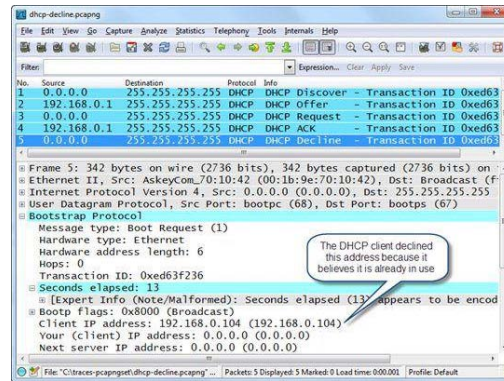 dhcp-decline.pcapng
File Edit View Go Capture Analyze Statistics Telephony Tools Internals Help
Filter: Expression... Clear Apply Save
No. Source Destination Protocol Info
1 0.0.0.0 255.255.255.255 DHCP DHCP Discover - Transaction ID 0xed63
2 192.168.0.1 255.255.255.255 DHCP DHCP Offer - Transaction ID 0xed63
3 0.0.0.0 255.255.255.255 DHCP DHCP Request - Transaction ID 0xed63
4 192.168.0.1 255.255.255.255 DHCP DHCP ACK - Transaction ID 0xed63
5 0.0.0.0 255.255.255.255 DHCP DHCP Decline - Transaction ID 0xed63
Frame 5: 342 bytes on wire (2736 bits), 342 bytes captured (2736 bits) on
Ethernet II, Src: AskeyCom_70:10:42 (00:1b:9e:70:10:42), Dst: Broadcast (f
Internet Protocol Version 4, Src: 0.0.0.0 (0.0.0.0), Dst: 255.255.255.255
User Datagram Protocol, Src Port: bootpc (68), Dst Port: bootps (67)
Bootstrap Protocol
Message type: Boot Request (1)
Hardware type: Ethernet
Hardware address length: 6
Hops: 0
Transaction ID: 0xed63f236
Seconds elapsed: 13
[Expert Info (Note/Malformed): Seconds elapsed (13) appears to be encod
Bootp flags: 0x8000 (Broadcast)
Client IP address: 192.168.0.104 (192.168.0.104)
Your (client) IP address: 0.0.0.0 (0.0.0.0)
Next server IP address: 0.0.0.0 (0.0.0.0)
The DHCP client declined
this address because it
believes it is already in use
File: "C:\traces-pcapngset\dhcp-decline.pcapng" ... Packets: 5 Displayed: 5 Marked: 0 Load time: 0:00.001 Profile: Default